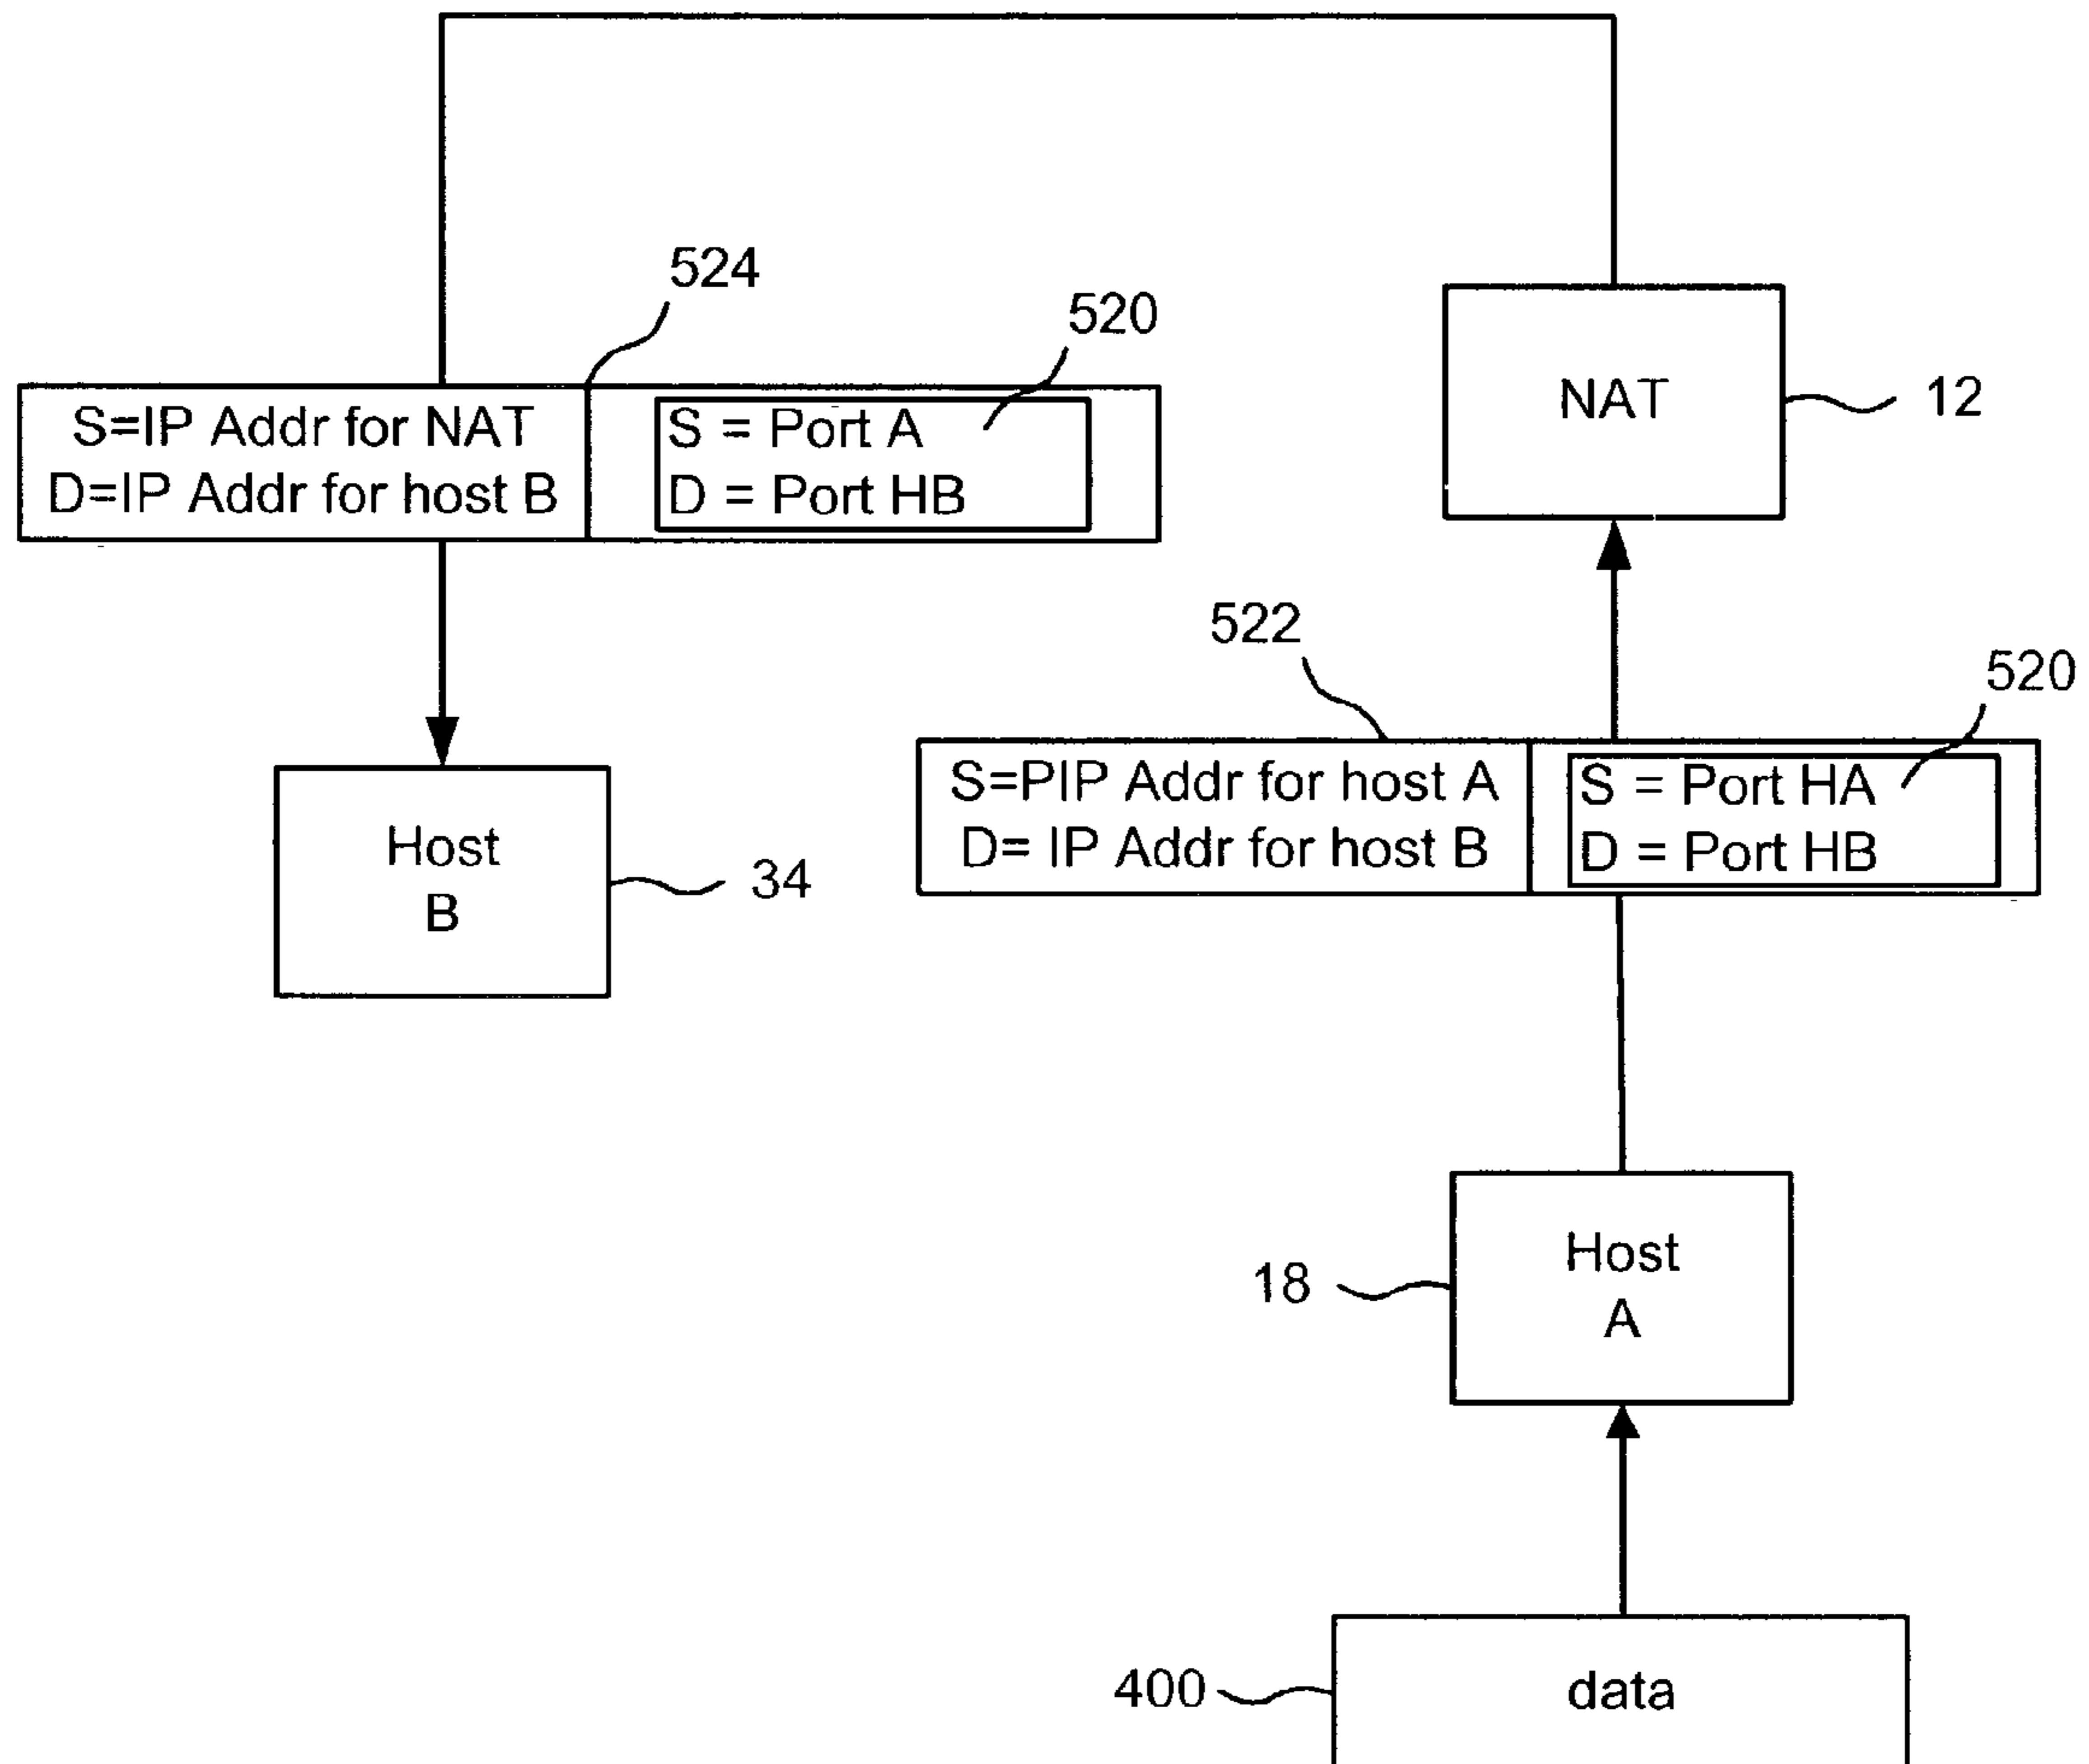 524
520
NAT
12
S=IP Addr for NAT
D=IP Addr for host B
S = Port A
D = Port HB
522
520
S=PIP Addr for host A
D= IP Addr for host B
S = Port HA
D = Port HB
Host
B
34
18
Host
A
400
data